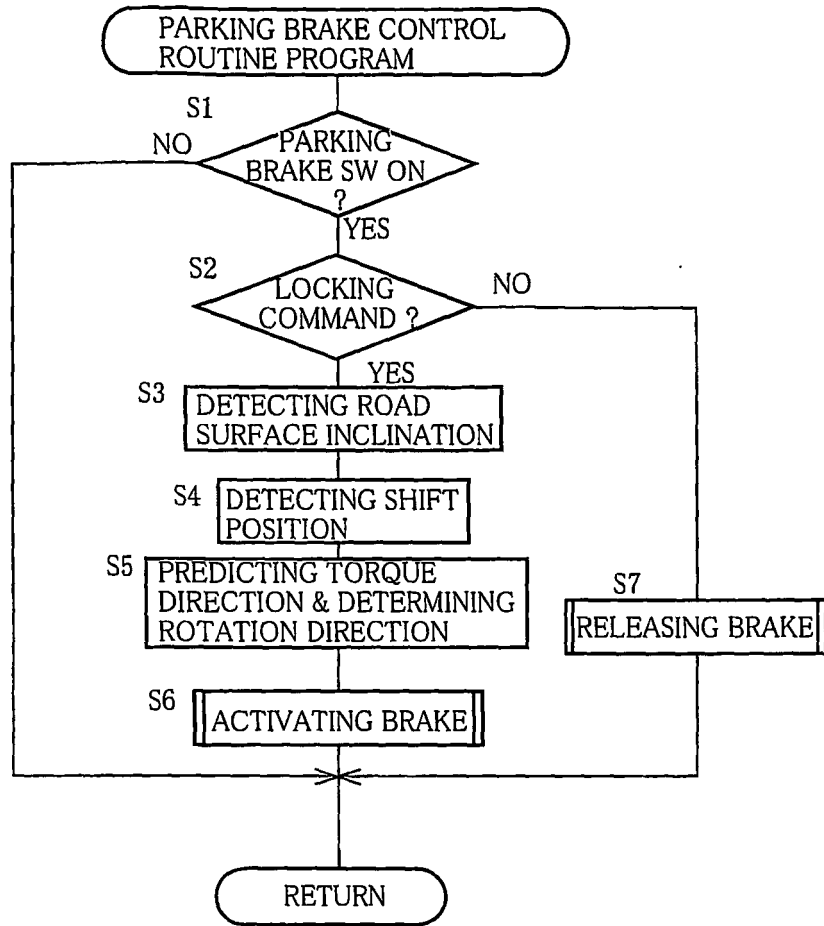 PARKING BRAKE CONTROL
ROUTINE PROGRAM
S1
NO
PARKING
BRAKE SW ON
?
YES
S2
LOCKING
COMMAND ?
NO
YES
S3
DETECTING ROAD
SURFACE INCLINATION
S4
DETECTING SHIFT
POSITION
S5
PREDICTING TORQUE
DIRECTION & DETERMINING
ROTATION DIRECTION
S7
RELEASING BRAKE
S6
ACTIVATING BRAKE
RETURN